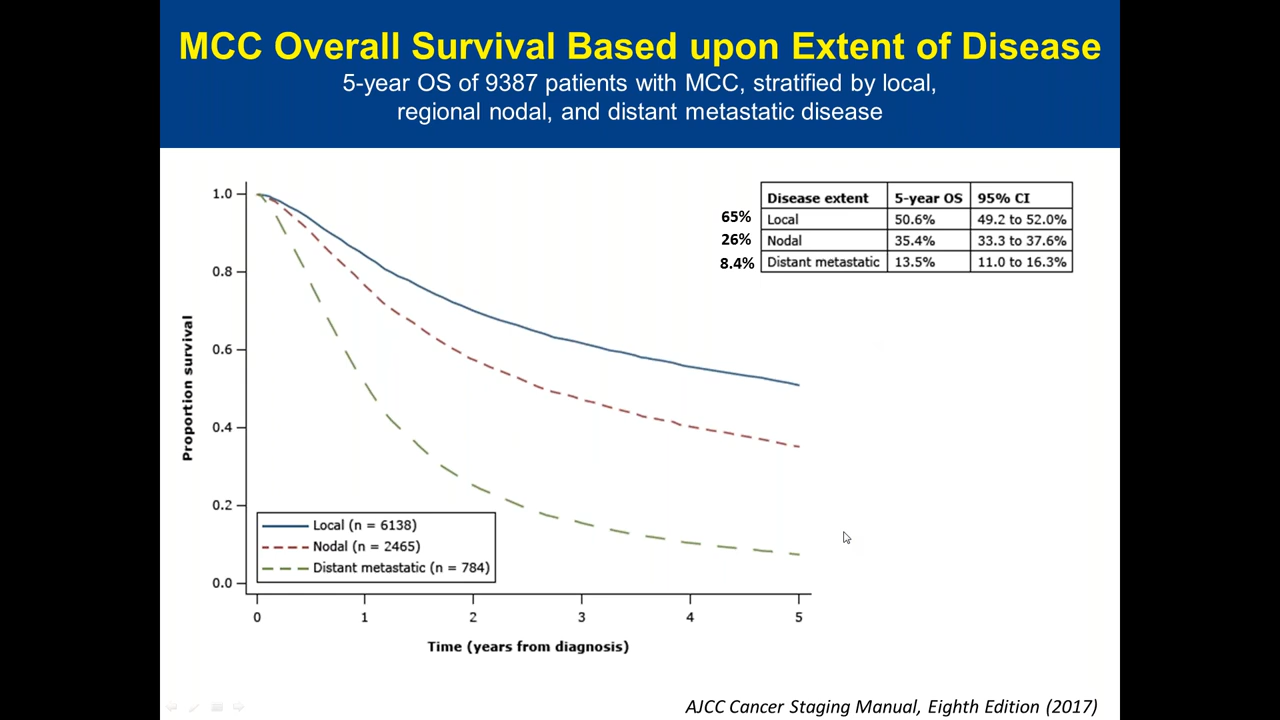 MCC Overall Survival Based upon Extent of Disease
5-year OS of 9387 patients with MCC, stratified by local,
regional nodal, and distant metastatic disease
Disease extent 5-year OS 95% CI
65% Local 50.6% 49.2 to 52.0%
26% Nodal 35.4% 33.3 to 37.6%
8.4% Distant metastatic 13.5% 11.0 to 16.3%
Proportion survival
1.0
0.8
0.6
0.4
0.2
0.0
Local (n = 6138)
Nodal (n = 2465)
Distant metastatic (n = 784)
0 1 2 3 4 5
Time (years from diagnosis)
AJCC Cancer Staging Manual, Eighth Edition (2017)